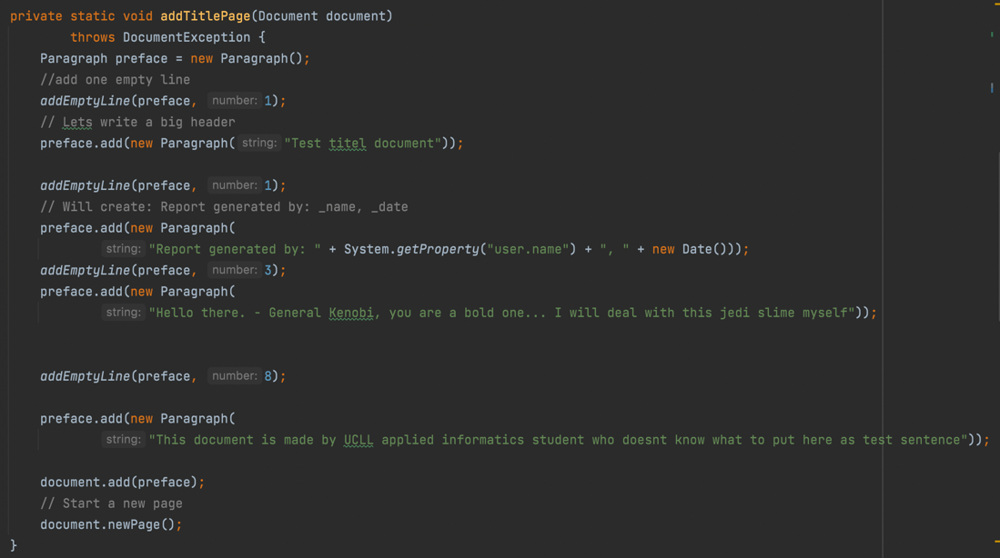 private static void addTitlePage(Document document)
        throws DocumentException {
    Paragraph preface = new Paragraph();
    //add one empty line
    addEmptyLine(preface, number: 1);
    // Lets write a big header
    preface.add(new Paragraph( string: "Test titel document"));
    addEmptyLine(preface, number: 1);
    // Will create: Report generated by: _name, _date
    preface.add(new Paragraph(
            string: "Report generated by: " + System.getProperty("user.name") + ", " + new Date()));
    addEmptyLine(preface, number: 3);
    preface.add(new Paragraph(
            string: "Hello there. - General Kenobi, you are a bold one... I will deal with this jedi slime myself"));
    addEmptyLine(preface, number: 8);
    preface.add(new Paragraph(
            string: "This document is made by UCLL applied informatics student who doesnt know what to put here as test sentence"));
    document.add(preface);
    // Start a new page
    document.newPage();
}